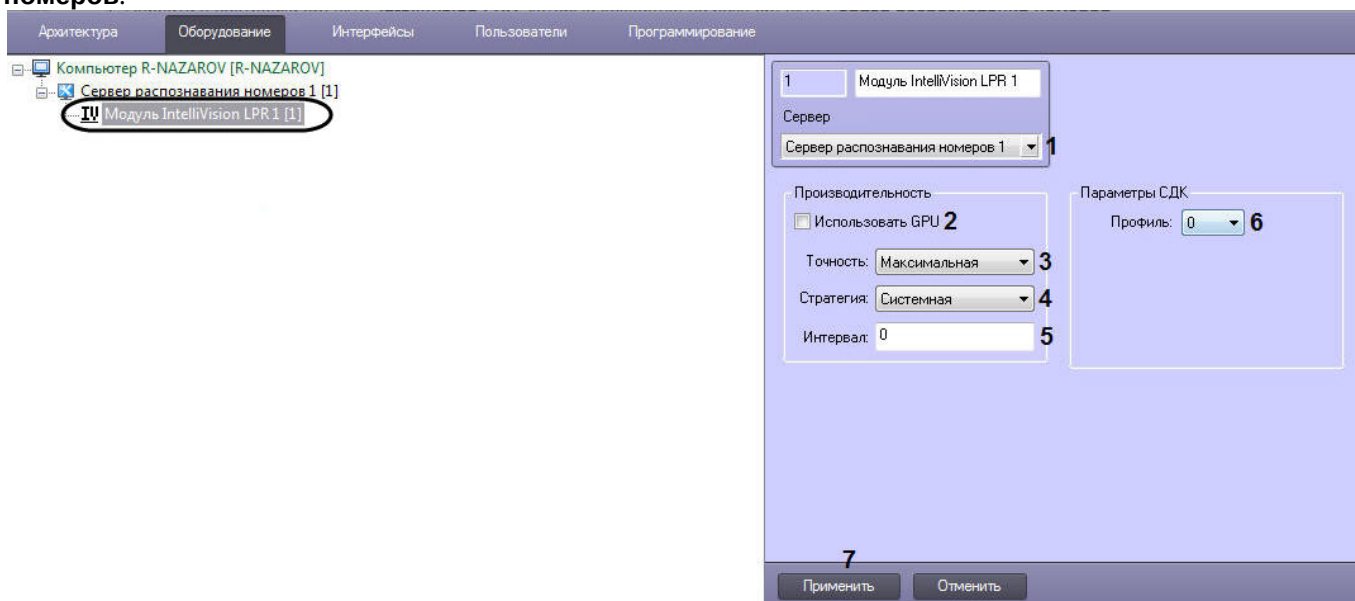 номеров.
Архитектура Оборудование Интерфейсы Пользователи Программирование
Компьютер R-NAZAROV [R-NAZAROV]
Сервер распознавания номеров 1 [1]
IV Модуль IntelliVision LPR 1 [1]
1 Модуль IntelliVision LPR 1
Сервер
Сервер распознавания номеров 1 1
Производительность
Использовать GPU 2
Точность: Максимальная 3
Стратегия: Системная 4
Интервал: 0 5
Параметры СДК
Профиль: 0 6
7
Применить Отменить